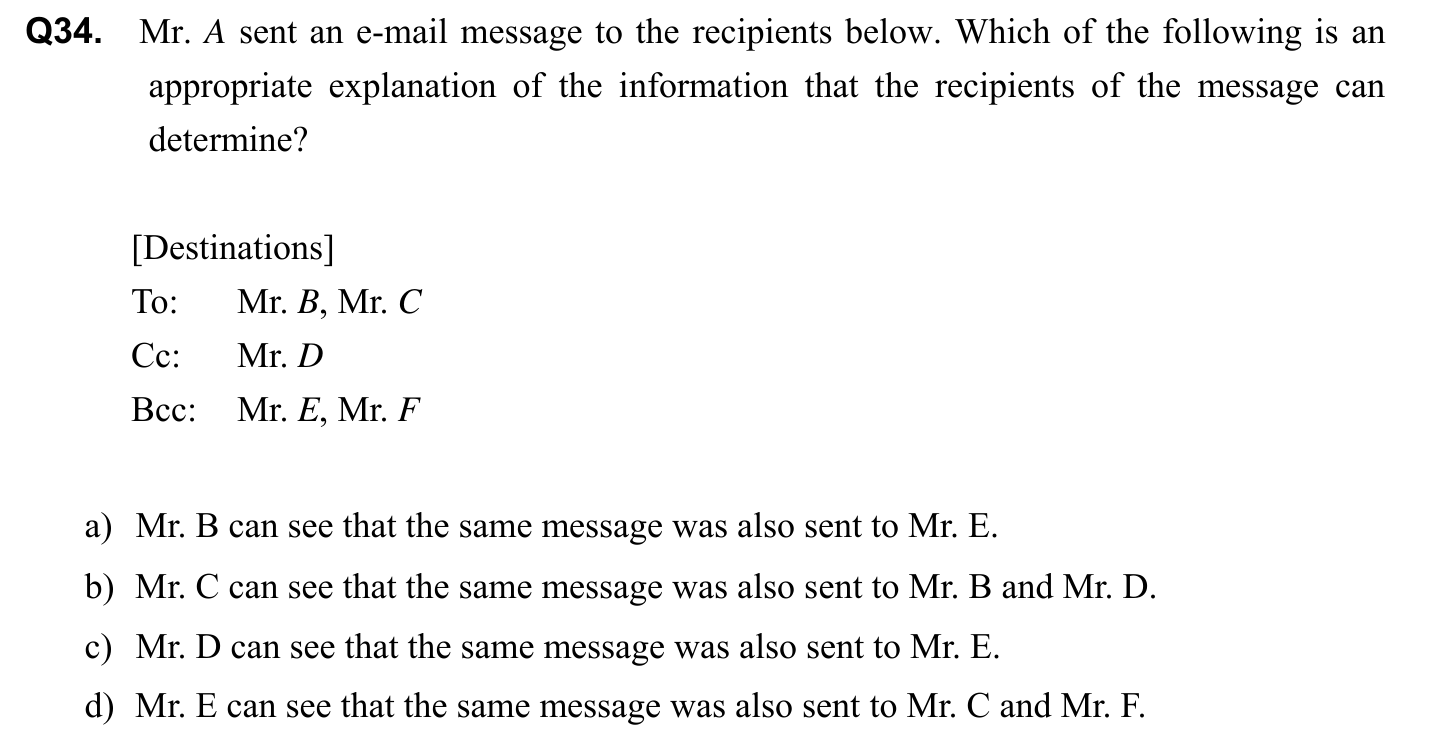 Q34. Mr. A sent an e-mail message to the recipients below. Which of the following is an
appropriate explanation of the information that the recipients of the message can
determine?
[Destinations]
To: Mr. B, Mr. C
Cc: Mr. D
Bcc: Mr. E, Mr. F
a) Mr. B can see that the same message was also sent to Mr. E.
b) Mr. C can see that the same message was also sent to Mr. B and Mr. D.
c) Mr. D can see that the same message was also sent to Mr. E.
d) Mr. E can see that the same message was also sent to Mr. C and Mr. F.